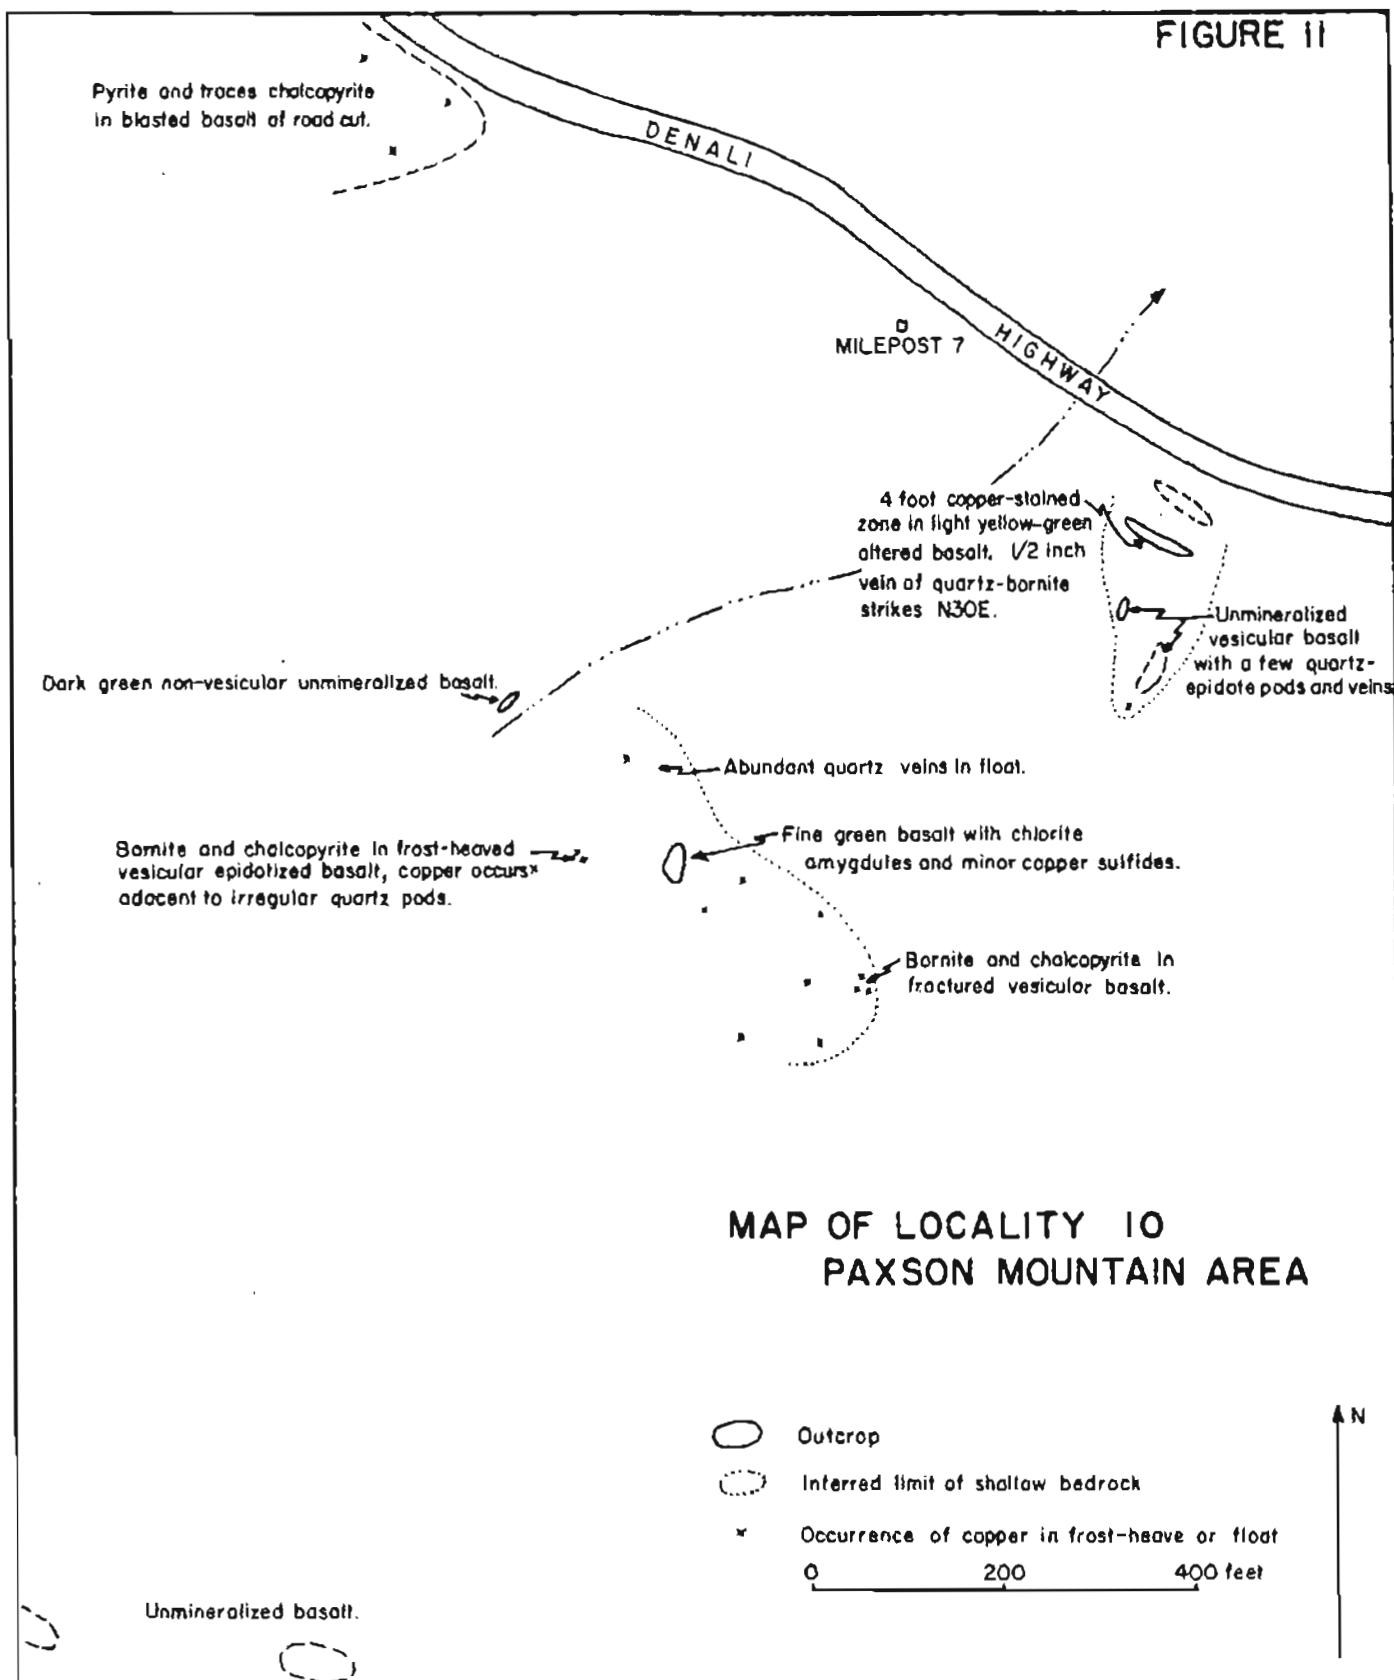 FIGURE 11
Pyrite and traces chalcopyrite
in blasted basalt at road cut.
DENALI
HIGHWAY
MILEPOST 7
4 foot copper-stained
zone in light yellow-green
altered basalt. 1/2 inch
vein of quartz-bornite
strikes N30E.
Unmineralized
vesicular basalt
with a few quartz-
epidote pods and veins
Dark green non-vesicular unmineralized basalt.
Abundant quartz veins in float.
Fine green basalt with chlorite
amygdules and minor copper sulfides.
Bornite and chalcopyrite in frost-heaved
vesicular epidotized basalt, copper occurs
adacent to irregular quartz pods.
Bornite and chalcopyrite in
fractured vesicular basalt.
MAP OF LOCALITY 10
PAXSON MOUNTAIN AREA
N
Outcrop
Interred limit of shallow bedrock
Occurrence of copper in frost-heave or float
0 200 400 feet
Unmineralized basalt.